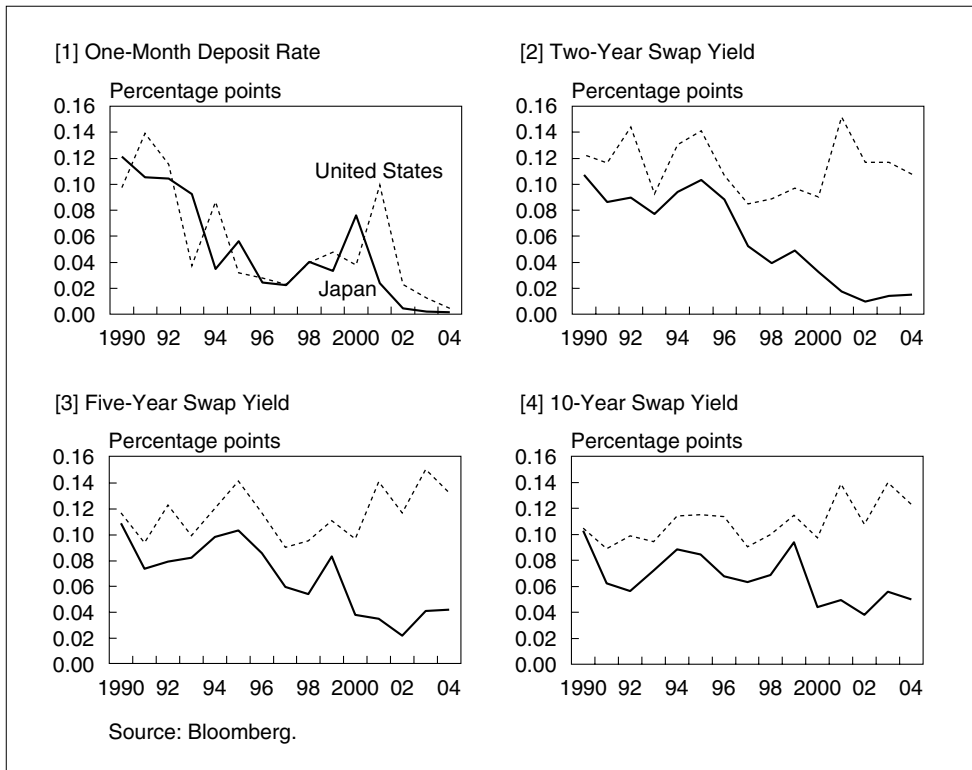 [1] One-Month Deposit Rate
Percentage points
0.16
0.14
0.12
0.10
0.08
0.06
0.04
0.02
0.00
United States
Japan
1990 92 94 96 98 2000 02 04
[2] Two-Year Swap Yield
Percentage points
0.16
0.14
0.12
0.10
0.08
0.06
0.04
0.02
0.00
1990 92 94 96 98 2000 02 04
[3] Five-Year Swap Yield
Percentage points
0.16
0.14
0.12
0.10
0.08
0.06
0.04
0.02
0.00
1990 92 94 96 98 2000 02 04
[4] 10-Year Swap Yield
Percentage points
0.16
0.14
0.12
0.10
0.08
0.06
0.04
0.02
0.00
1990 92 94 96 98 2000 02 04
Source: Bloomberg.